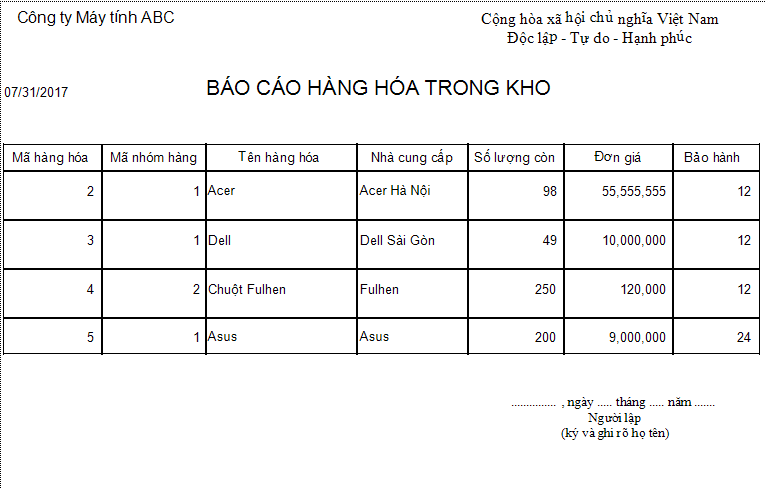 Công ty Máy tính ABC
Cộng hòa xã hội chủ nghĩa Việt Nam
Độc lập - Tự do - Hạnh phúc
07/31/2017
BÁO CÁO HÀNG HÓA TRONG KHO
Mã hàng hóa Mã nhóm hàng Tên hàng hóa Nhà cung cấp Số lượng còn Đơn giá Bảo hành
2 1 Acer Acer Hà Nội 98 55,555,555 12
3 1 Dell Dell Sài Gòn 49 10,000,000 12
4 2 Chuột Fulhen Fulhen 250 120,000 12
5 1 Asus Asus 200 9,000,000 24
............... , ngày ..... tháng ..... năm .......
Người lập
(ký và ghi rõ họ tên)